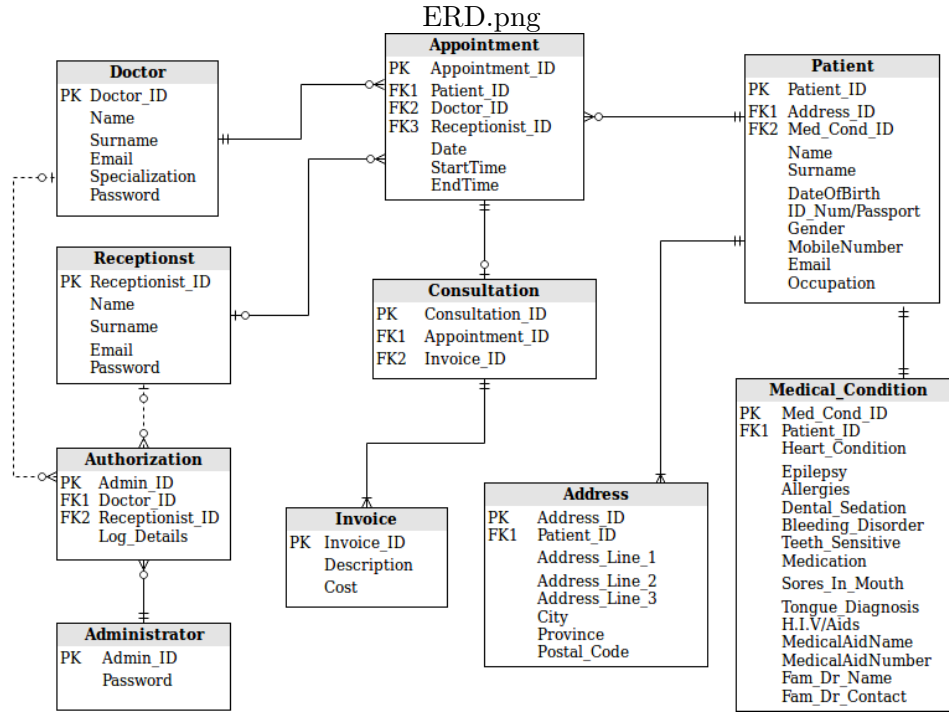 ERD.png
Doctor
PK Doctor_ID
Name
Surname
Email
Specialization
Password
Appointment
PK Appointment_ID
FK1 Patient_ID
FK2 Doctor_ID
FK3 Receptionist_ID
Date
StartTime
EndTime
Patient
PK Patient_ID
FK1 Address_ID
FK2 Med_Cond_ID
Name
Surname
DateOfBirth
ID_Num/Passport
Gender
MobileNumber
Email
Occupation
Receptionst
PK Receptionist_ID
Name
Surname
Email
Password
Consultation
PK Consultation_ID
FK1 Appointment_ID
FK2 Invoice_ID
Medical_Condition
PK Med_Cond_ID
FK1 Patient_ID
Heart_Condition
Epilepsy
Allergies
Dental_Sedation
Bleeding_Disorder
Teeth_Sensitive
Medication
Sores_In_Mouth
Tongue_Diagnosis
H.I.V/Aids
MedicalAidName
MedicalAidNumber
Fam_Dr_Name
Fam_Dr_Contact
Authorization
PK Admin_ID
FK1 Doctor_ID
FK2 Receptionist_ID
Log_Details
Invoice
PK Invoice_ID
Description
Cost
Address
PK Address_ID
FK1 Patient_ID
Address_Line_1
Address_Line_2
Address_Line_3
City
Province
Postal_Code
Administrator
PK Admin_ID
Password